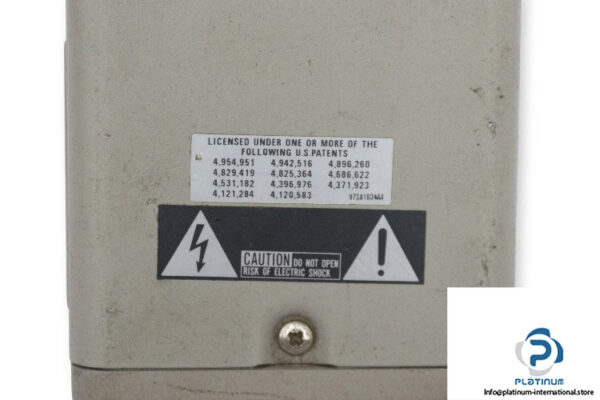 LICENSED UNDER ONE OR MORE OF THE
FOLLOWING U.S.PATENTS
4,954,951 4,942,516 4,896,260
4,829,419 4,825,364 4,686,622
4,531,182 4,396,976 4,371,923
4,121,284 4,120,583
CAUTION DO NOT OPEN
RISK OF ELECTRIC SHOCK
PLATINUM
Info@platinum-international.store